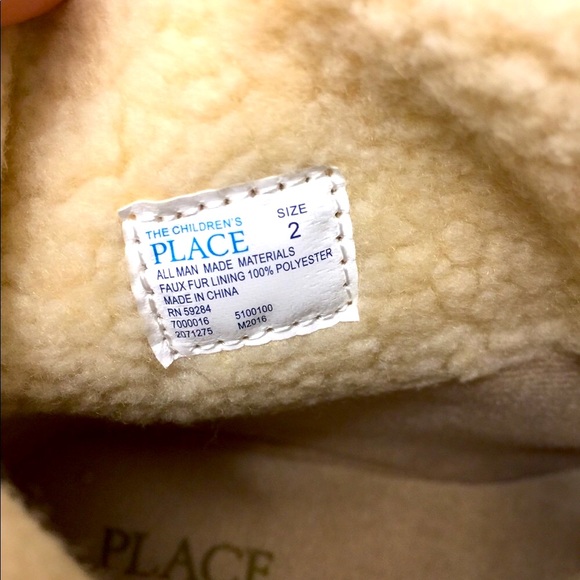 THE CHILDREN'S
PLACE
SIZE
2
ALL MAN MADE MATERIALS
FAUX FUR LINING 100% POLYESTER
MADE IN CHINA
RN 59284
7000016 5100100
2071275 M2016
PLACE